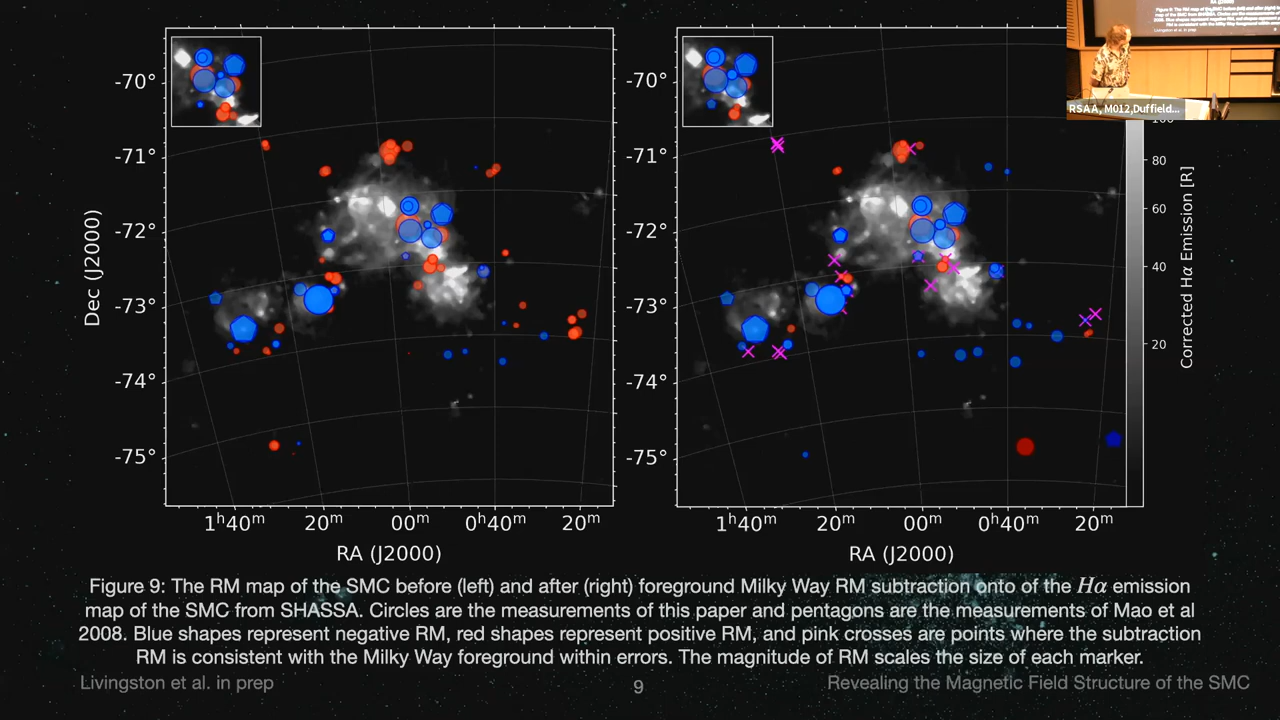 -70°
-71°
-72°
-73°
-74°
-75°
Dec (J2000)
1ʰ40ᵐ 20ᵐ 00ᵐ 0ʰ40ᵐ 20ᵐ
RA (J2000)
-70°
-71°
-72°
-73°
-74°
-75°
1ʰ40ᵐ 20ᵐ 00ᵐ 0ʰ40ᵐ 20ᵐ
RA (J2000)
80
60
40
20
Corrected Hα Emission [R]
RSAA, M012,Duffield...
Figure 9: The RM map of the SMC before (left) and after (right) foreground Milky Way RM subtraction onto of the Hα emission
map of the SMC from SHASSA. Circles are the measurements of this paper and pentagons are the measurements of Mao et al
2008. Blue shapes represent negative RM, red shapes represent positive RM, and pink crosses are points where the subtraction
RM is consistent with the Milky Way foreground within errors. The magnitude of RM scales the size of each marker.
Livingston et al. in prep
9
Revealing the Magnetic Field Structure of the SMC